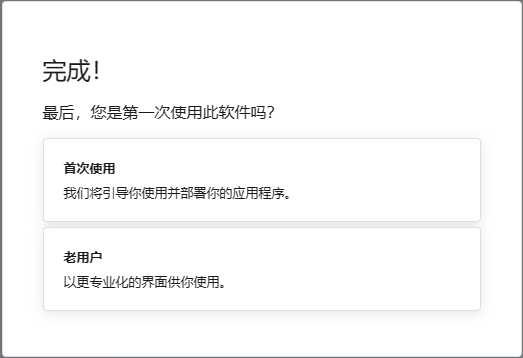 完成！
最后，您是第一次使用此软件吗？
首次使用
我们将引导你使用并部署你的应用程序。
老用户
以更专业化的界面供你使用。